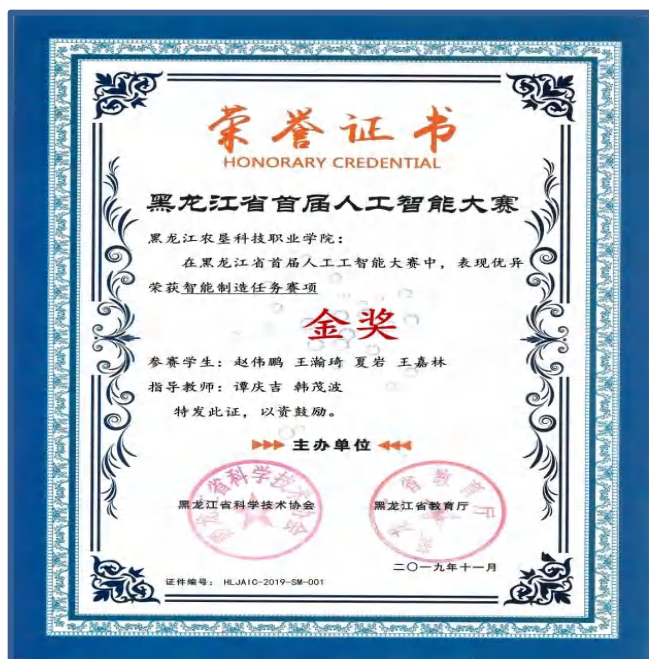 荣誉证书
HONORARY CREDENTIAL
黑龙江省首届人工智能大赛
黑龙江农垦科技职业学院：
在黑龙江省首届人工工智能大赛中，表现优异
荣获智能制造任务赛项
金奖
参赛学生：赵伟鹏 王瀚琦 夏岩 王嘉林
指导教师：谭庆吉 韩茂波
特发此证，以资鼓励。
主办单位
黑龙江省科学技术协会 黑龙江省教育厅
二〇一九年十一月
证件编号：HLJAIC-2019-SM-001